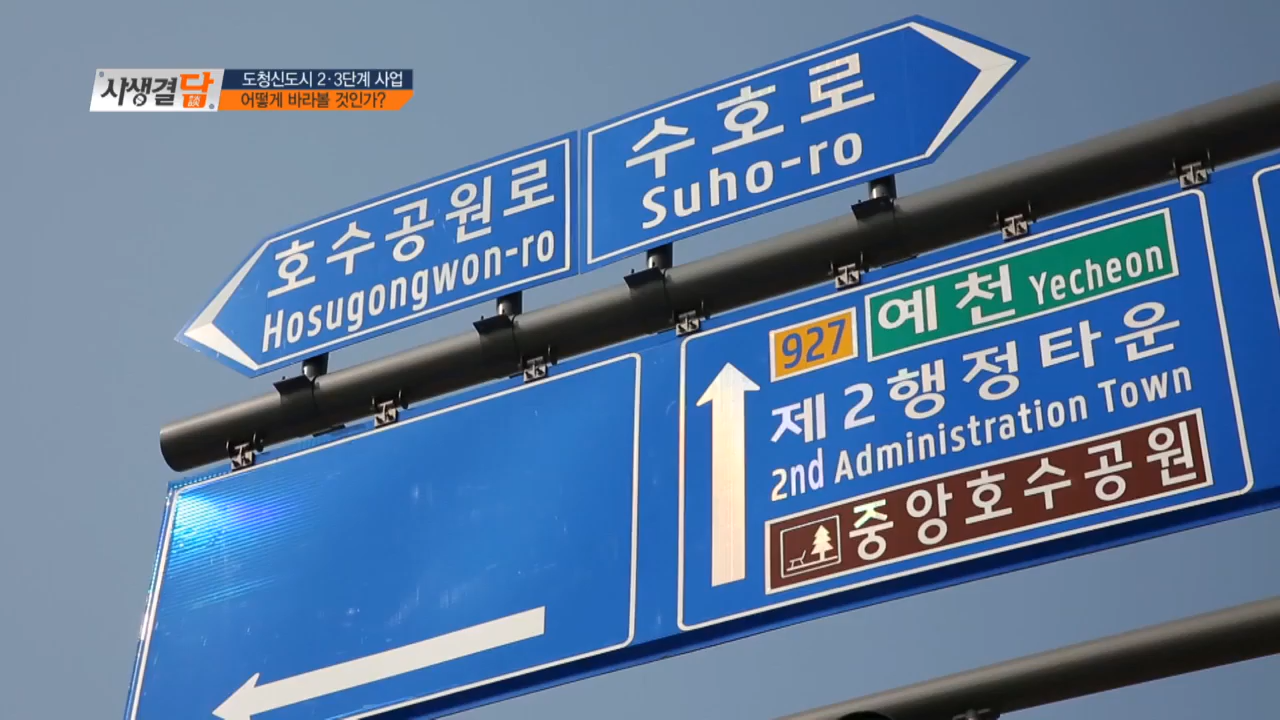 사생결담
談
도청신도시 2·3단계 사업
어떻게 바라볼 것인가?
호수공원로
Hosugongwon-ro
수호로
Suho-ro
927
예천 Yecheon
제2행정타운
2nd Administration Town
중앙호수공원